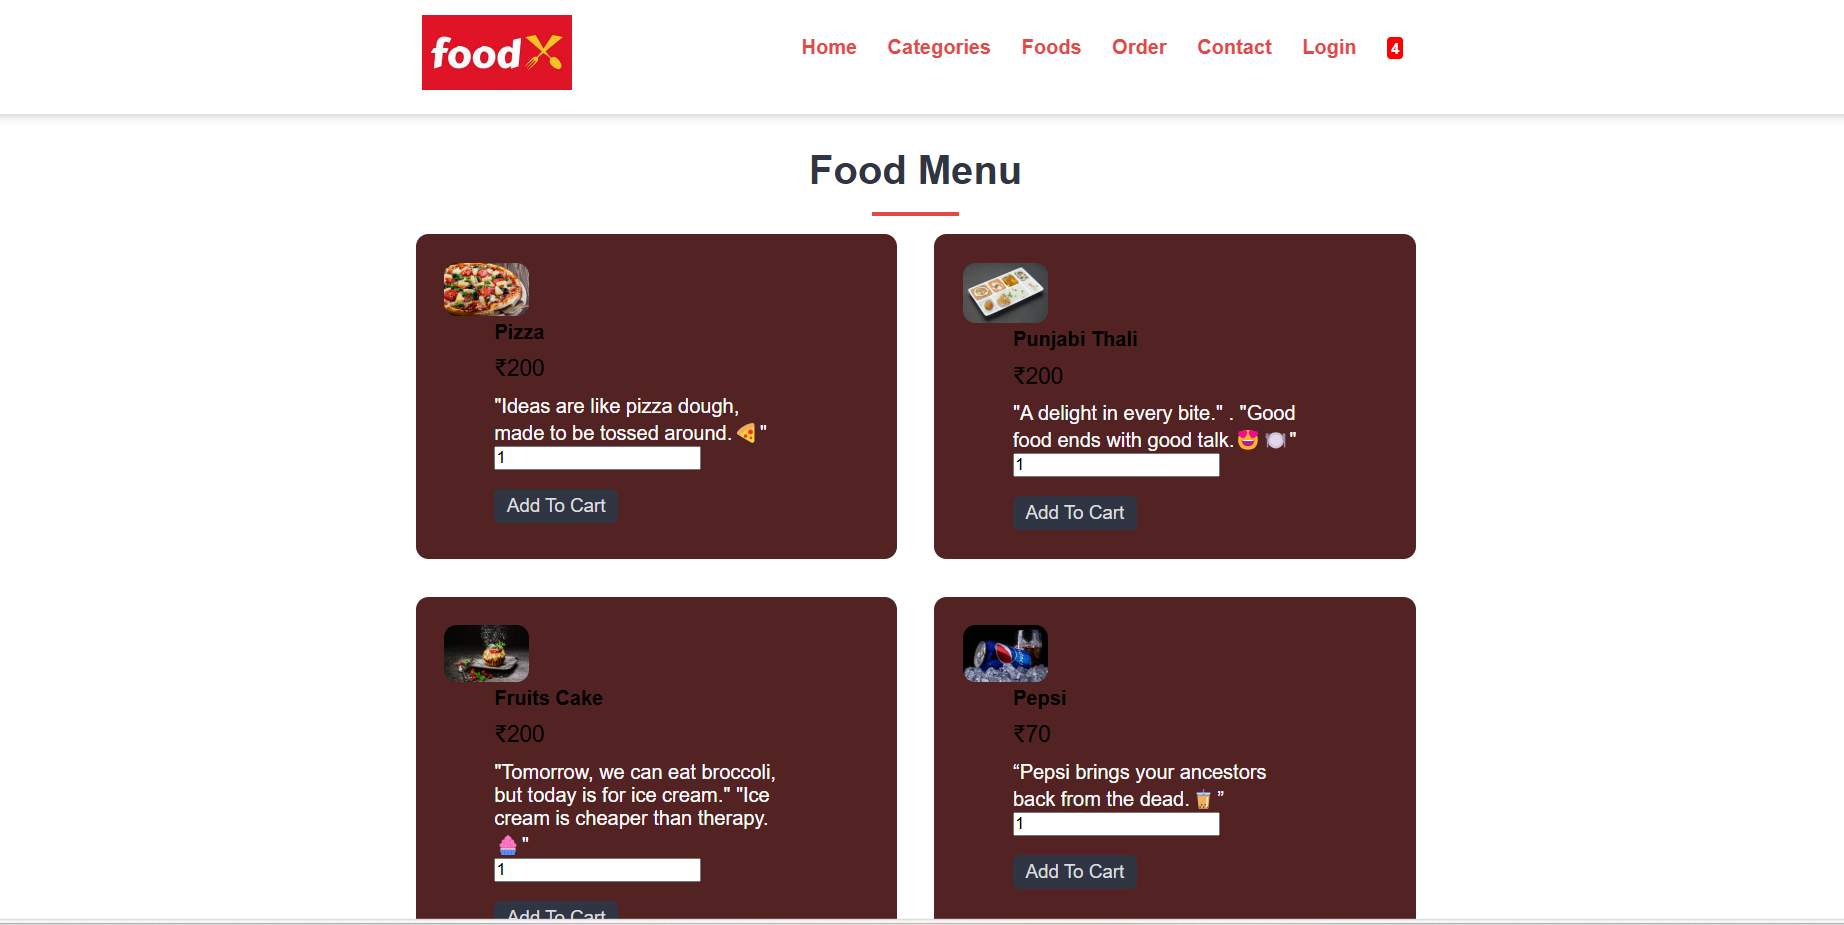 foodX
Home Categories Foods Order Contact Login 4
Food Menu
Pizza
₹200
"Ideas are like pizza dough,
made to be tossed around.🍕"
1
Add To Cart
Punjabi Thali
₹200
"A delight in every bite." . "Good
food ends with good talk.🤩🍽️"
1
Add To Cart
Fruits Cake
₹200
"Tomorrow, we can eat broccoli,
but today is for ice cream." "Ice
cream is cheaper than therapy.
🧁"
1
Add To Cart
Pepsi
₹70
“Pepsi brings your ancestors
back from the dead.🧋”
1
Add To Cart